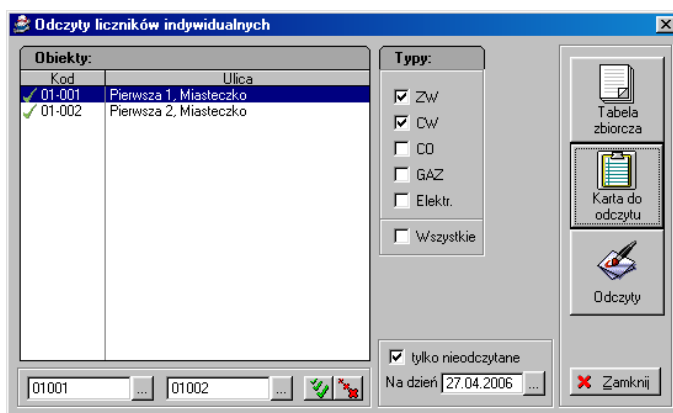 Odczyty liczników indywidualnych
Obiekty:
Kod Ulica
01-001 Pierwsza 1, Miasteczko
01-002 Pierwsza 2, Miasteczko
01001 ... 01002 ...
Typy:
ZW
CW
CO
GAZ
Elektr.
Wszystkie
tylko nieodczytane
Na dzień 27.04.2006 ...
Tabela
zbiorcza
Karta do
odczytu
Odczyty
Zamknij